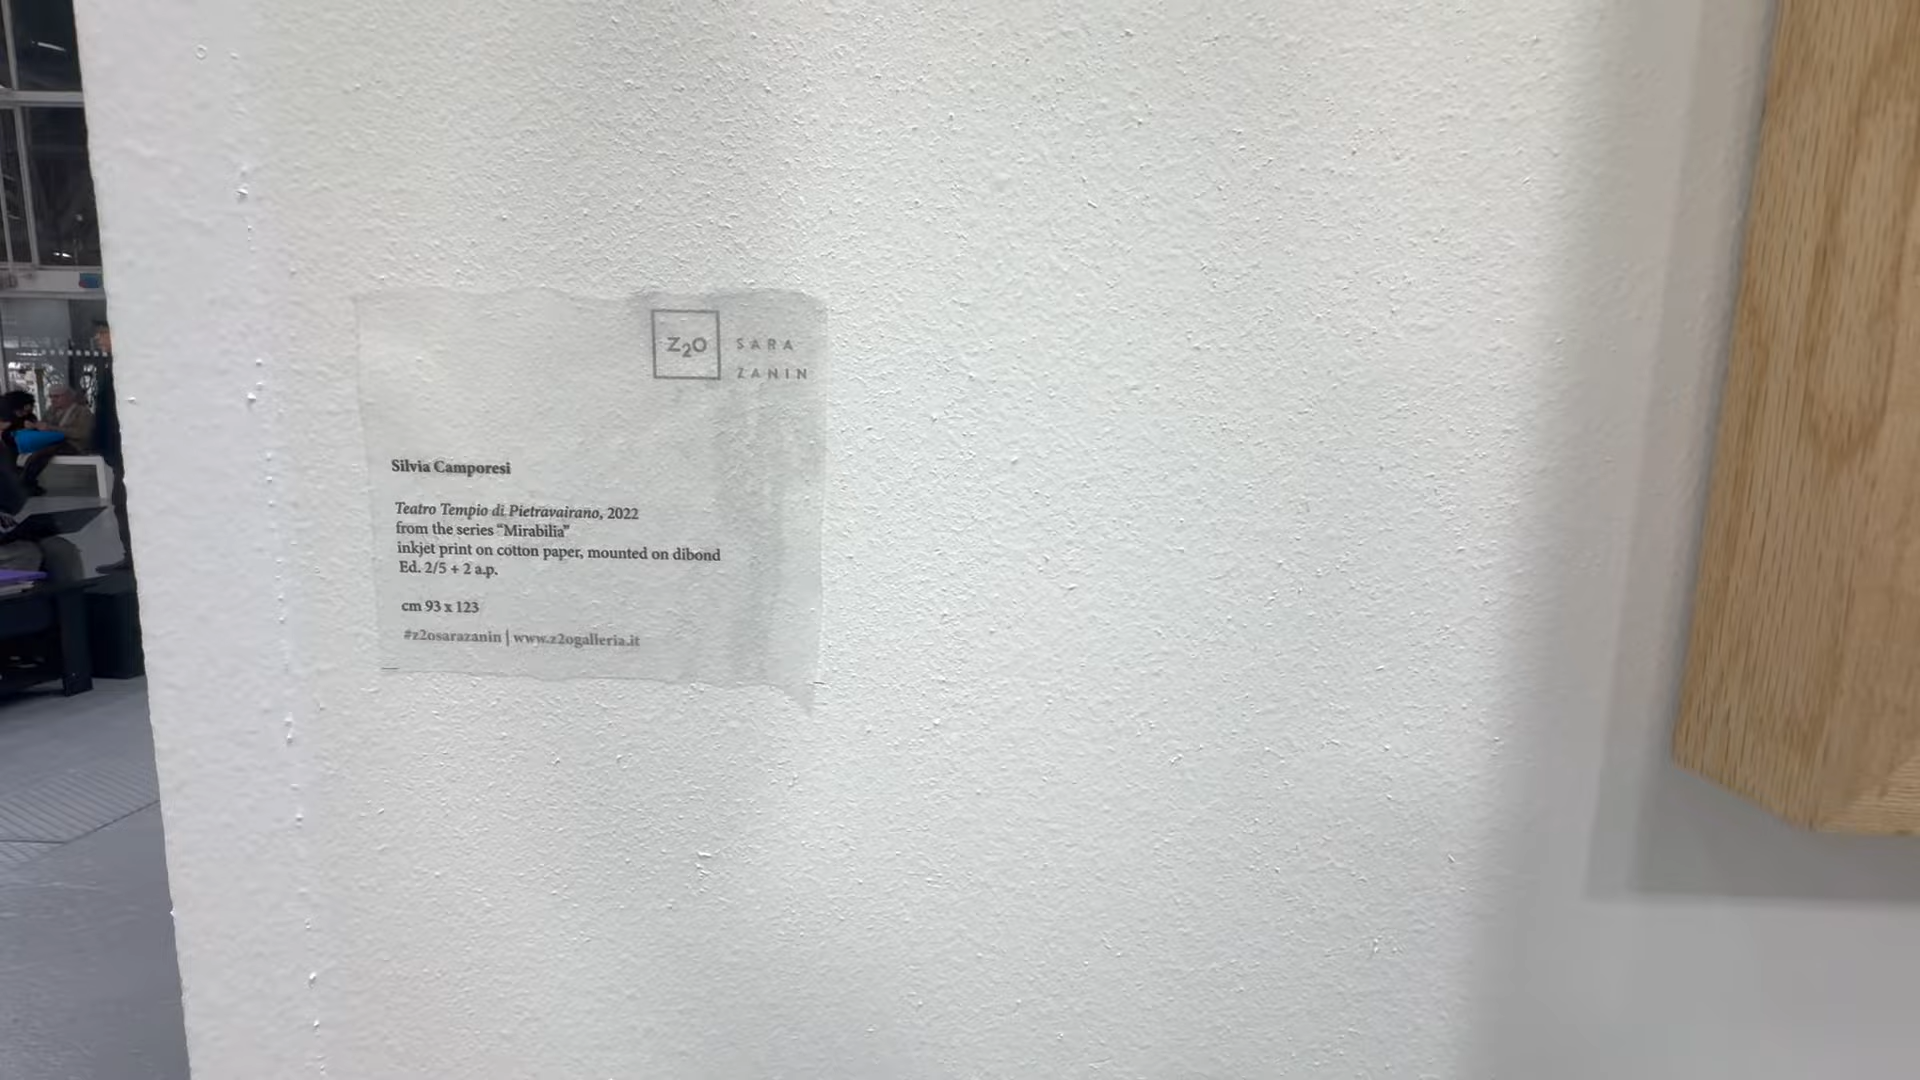 Z2O
SARA
ZANIN
Silvia Camporesi
Teatro Tempio di Pietravairano, 2022
from the series “Mirabilia”
inkjet print on cotton paper, mounted on dibond
Ed. 2/5 + 2 a.p.
cm 93 x 123
#z2osarazanin | www.z2ogalleria.it